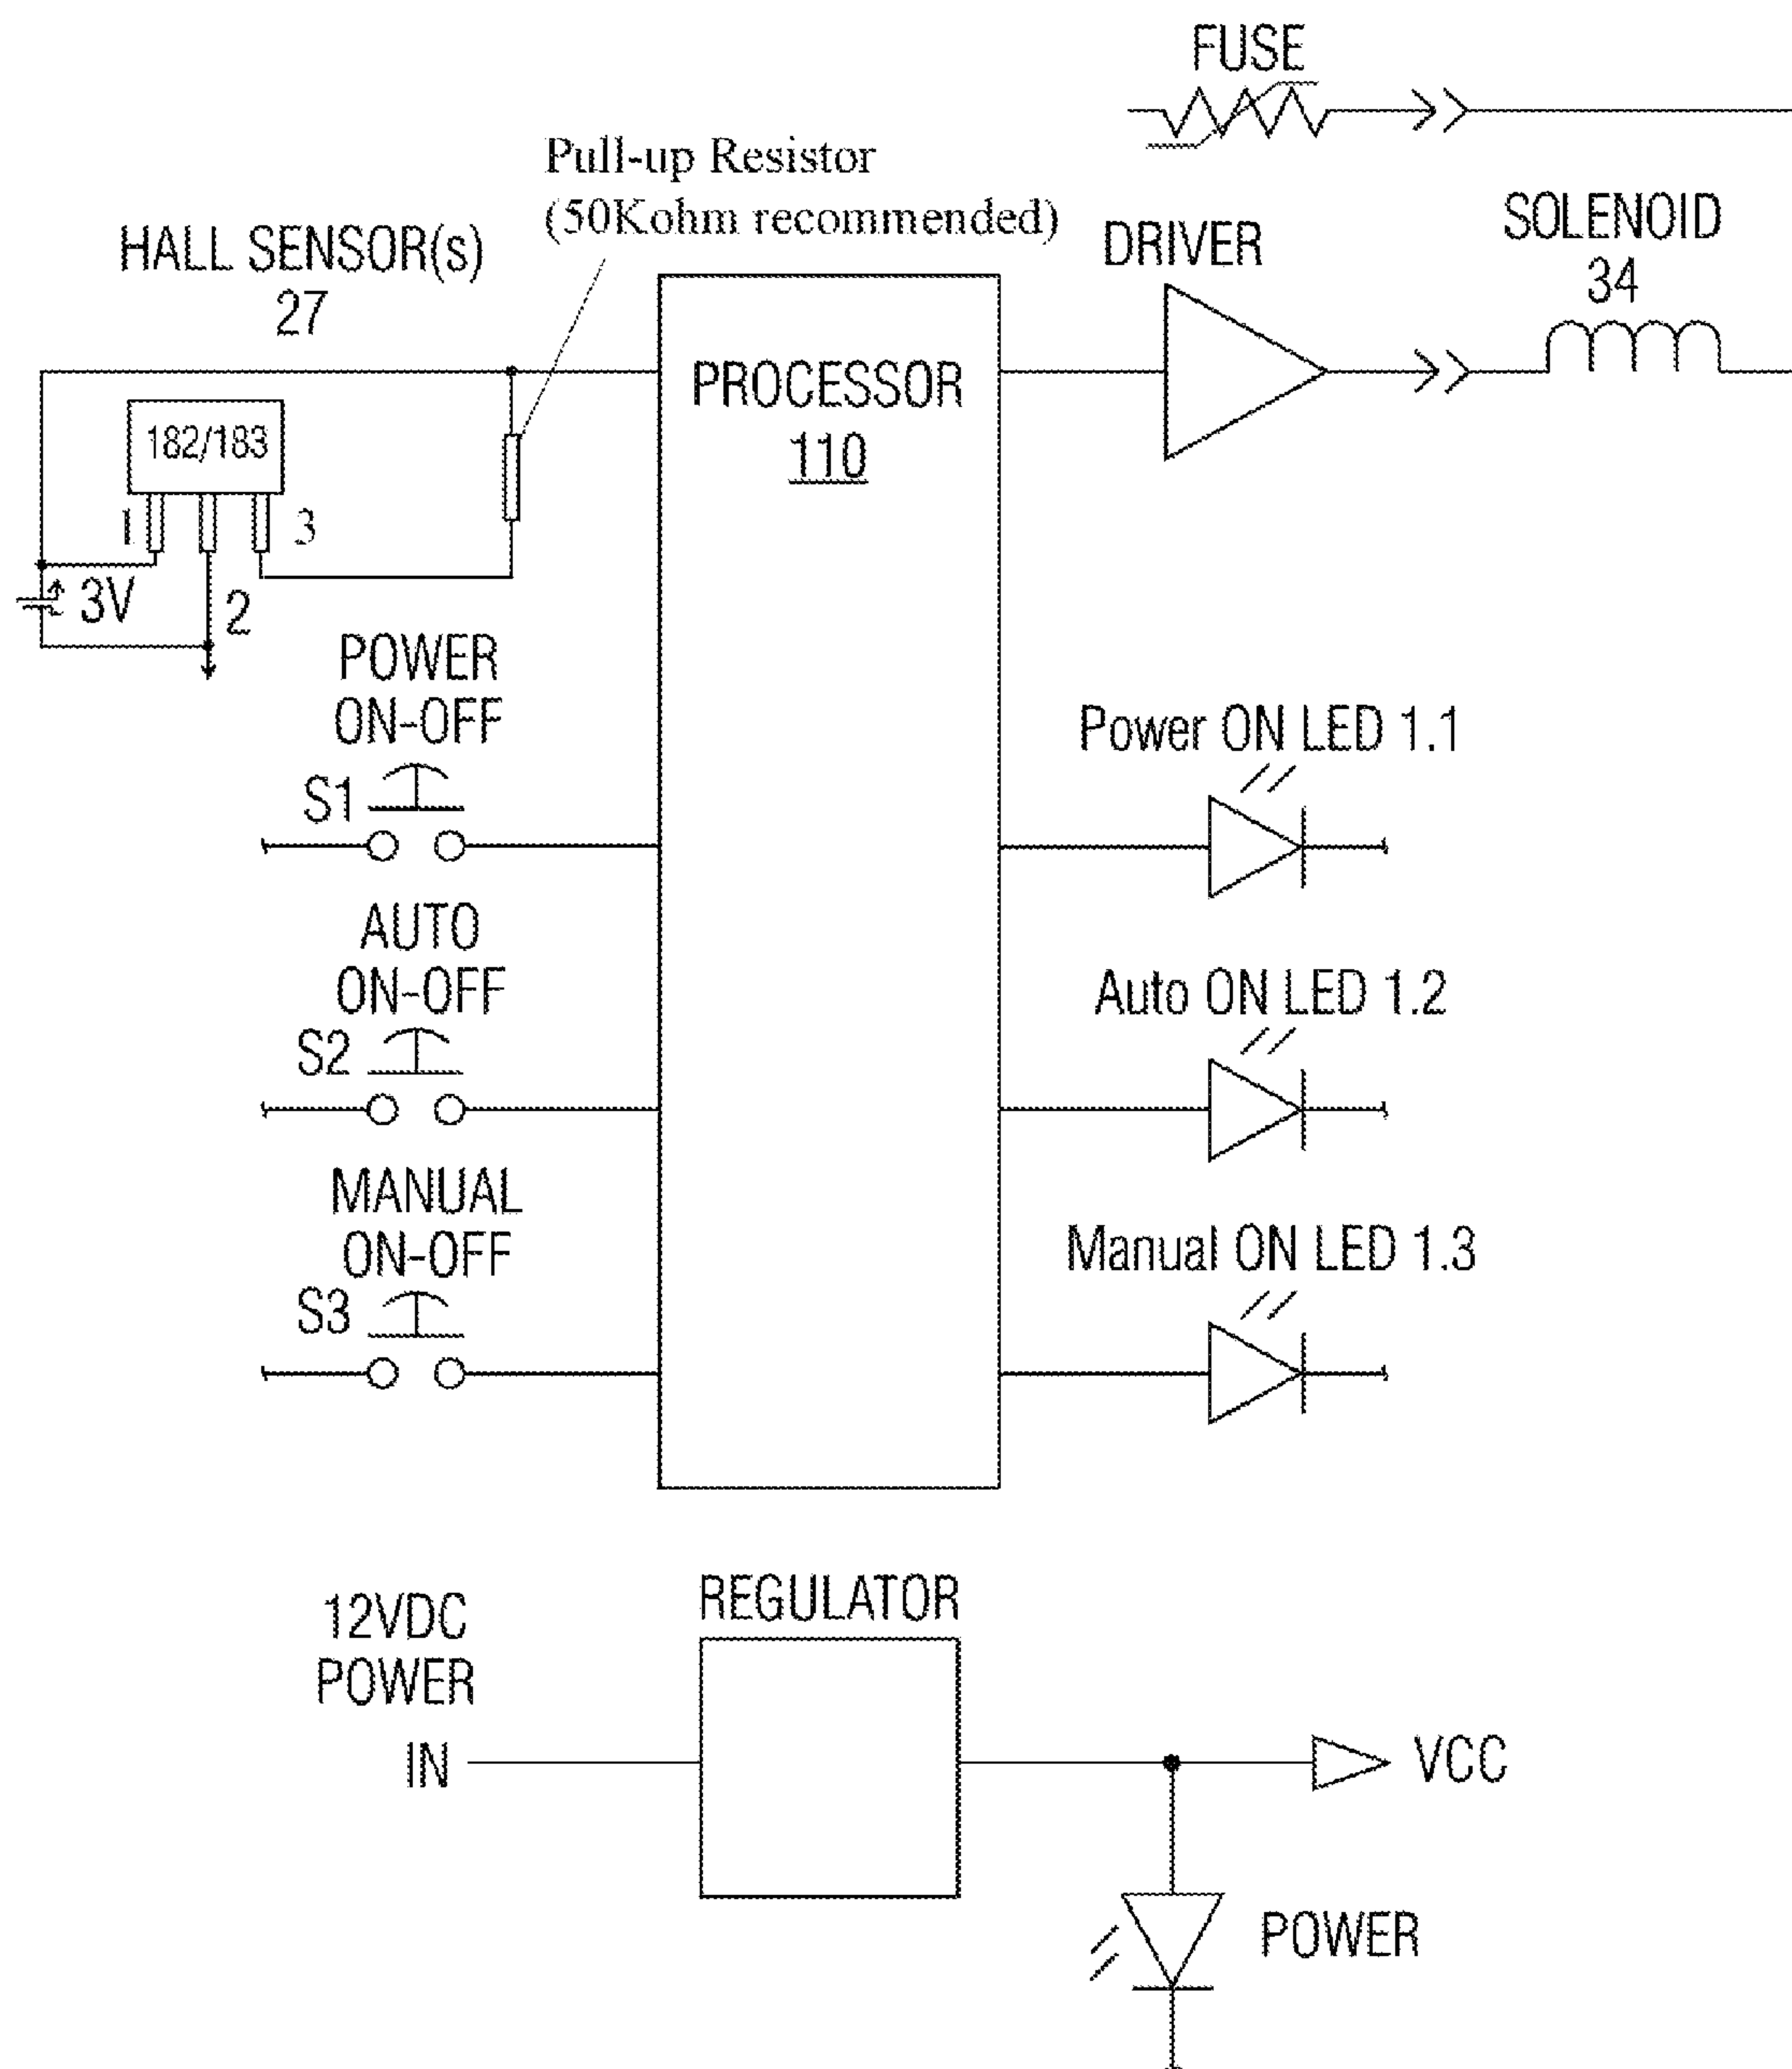 FUSE
Pull-up Resistor
(50Kohm recommended)
HALL SENSOR(s)
27
DRIVER
SOLENOID
34
PROCESSOR
110
182/183
1
3
3V
2
POWER
ON-OFF
S1
Power ON LED 1.1
AUTO
ON-OFF
S2
Auto ON LED 1.2
MANUAL
ON-OFF
S3
Manual ON LED 1.3
12VDC
POWER
IN
REGULATOR
VCC
POWER